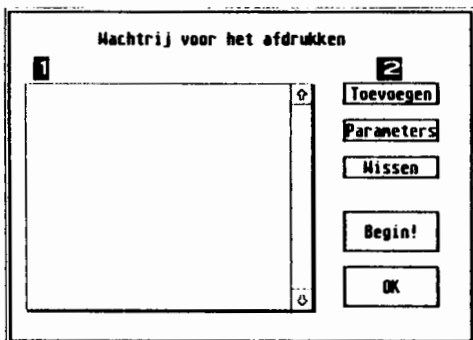 Wachtrij voor het afdrukken
1
2
Toevoegen
Parameters
Wissen
Begin!
OK